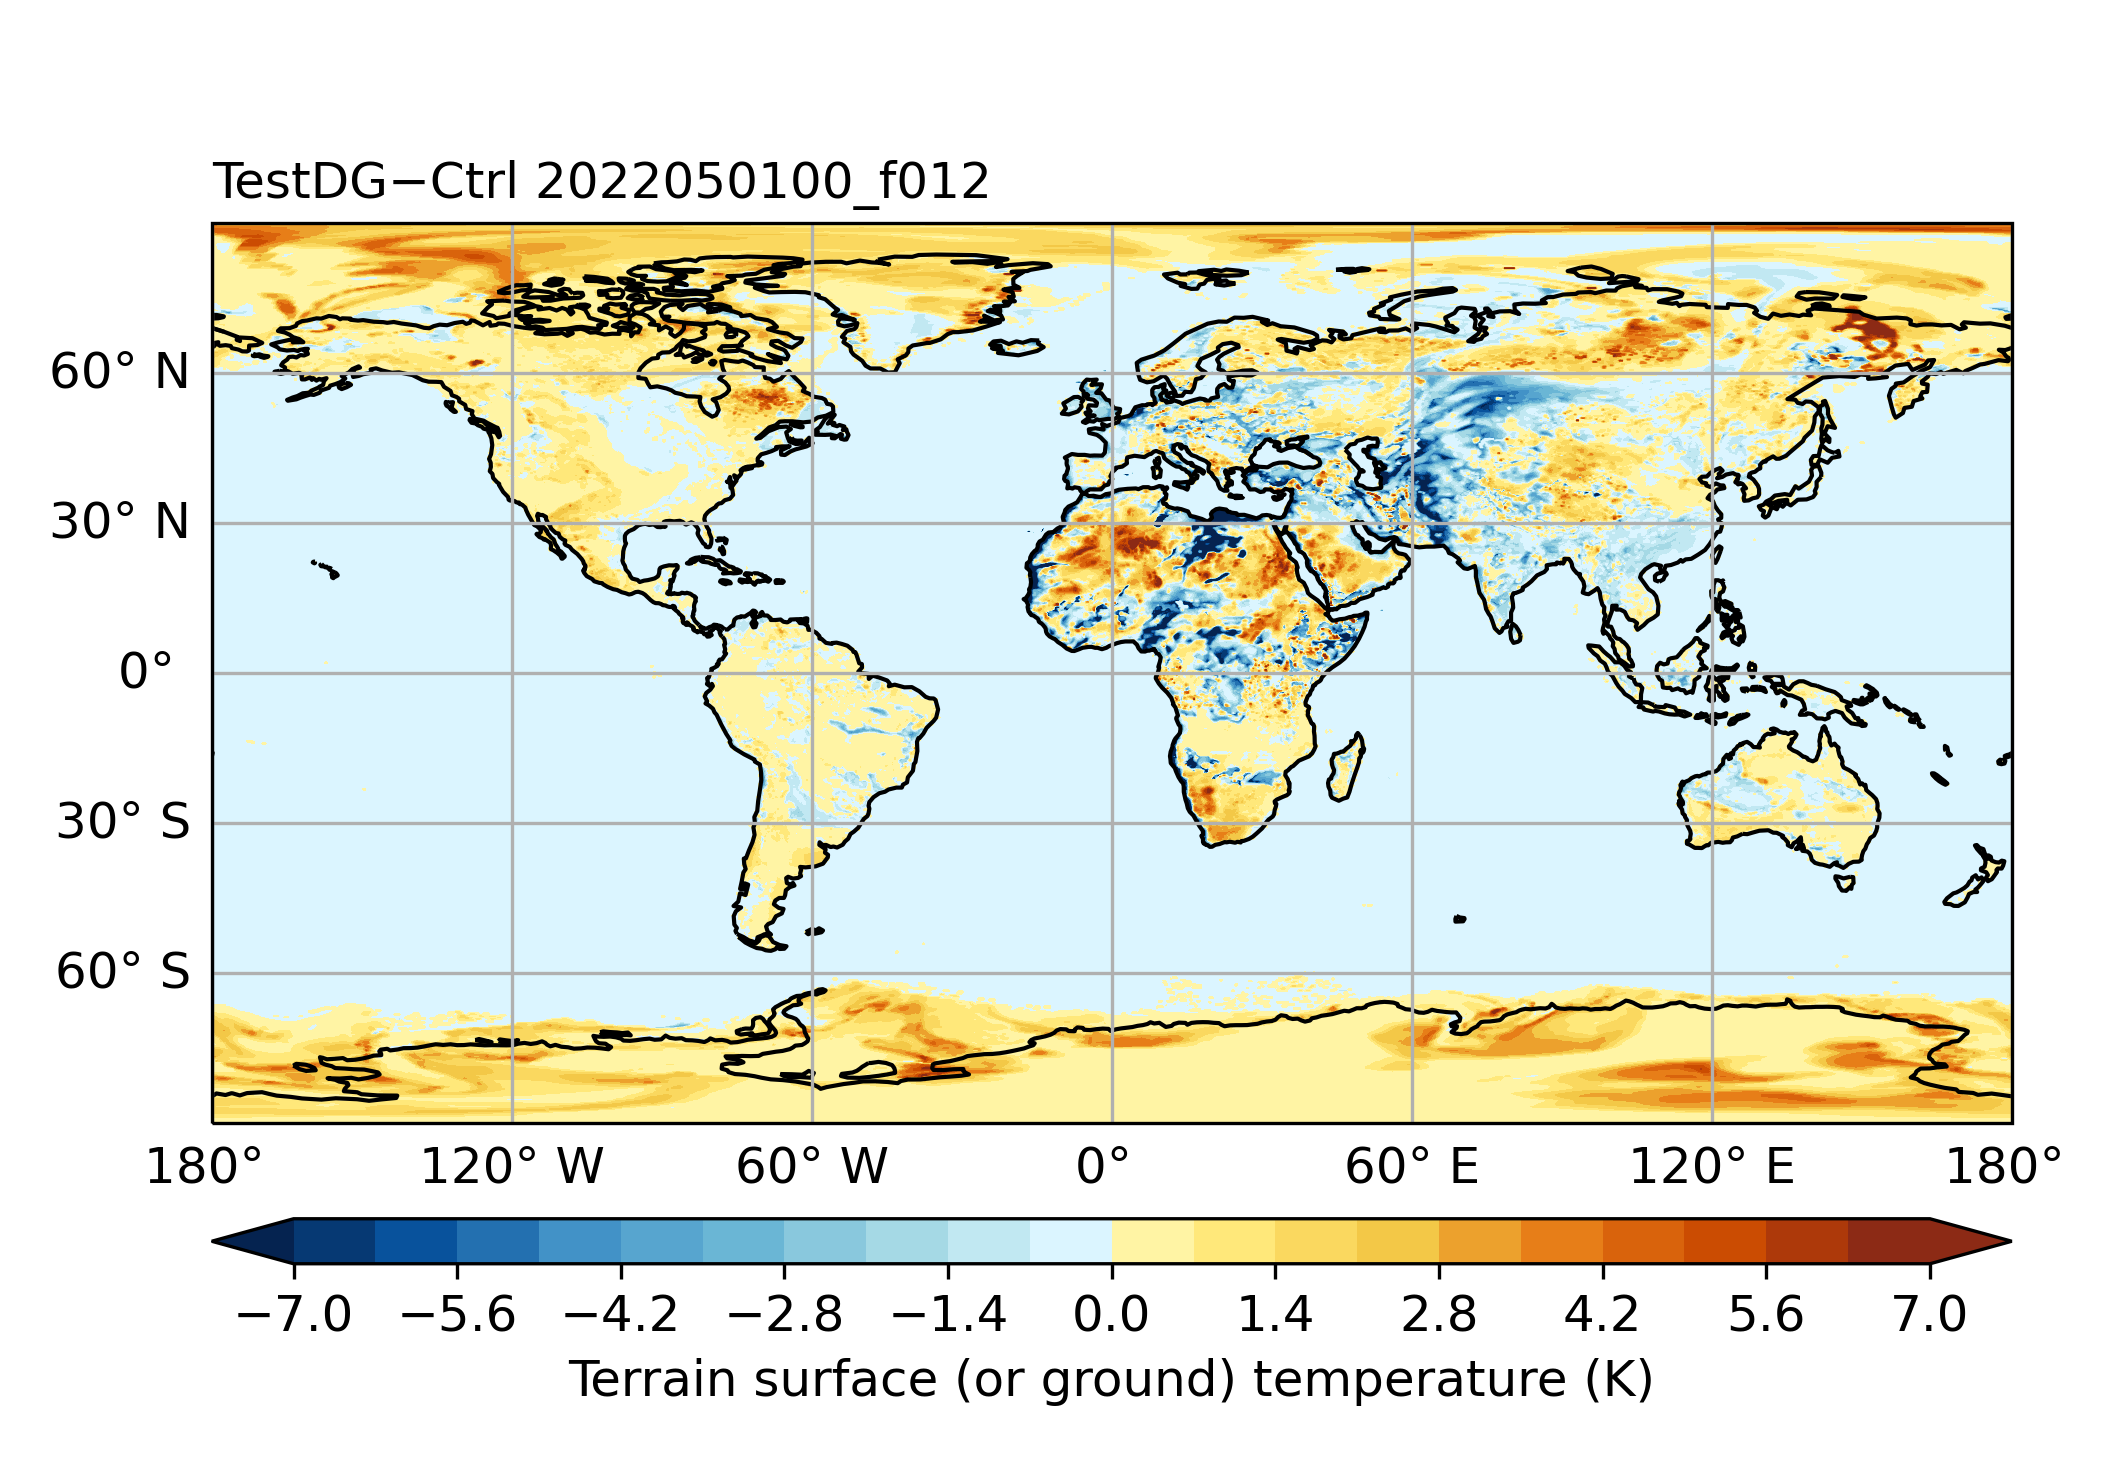 TestDG−Ctrl 2022050100_f012
60° N
30° N
0°
30° S
60° S
180° 120° W 60° W 0° 60° E 120° E 180°
−7.0 −5.6 −4.2 −2.8 −1.4 0.0 1.4 2.8 4.2 5.6 7.0
Terrain surface (or ground) temperature (K)